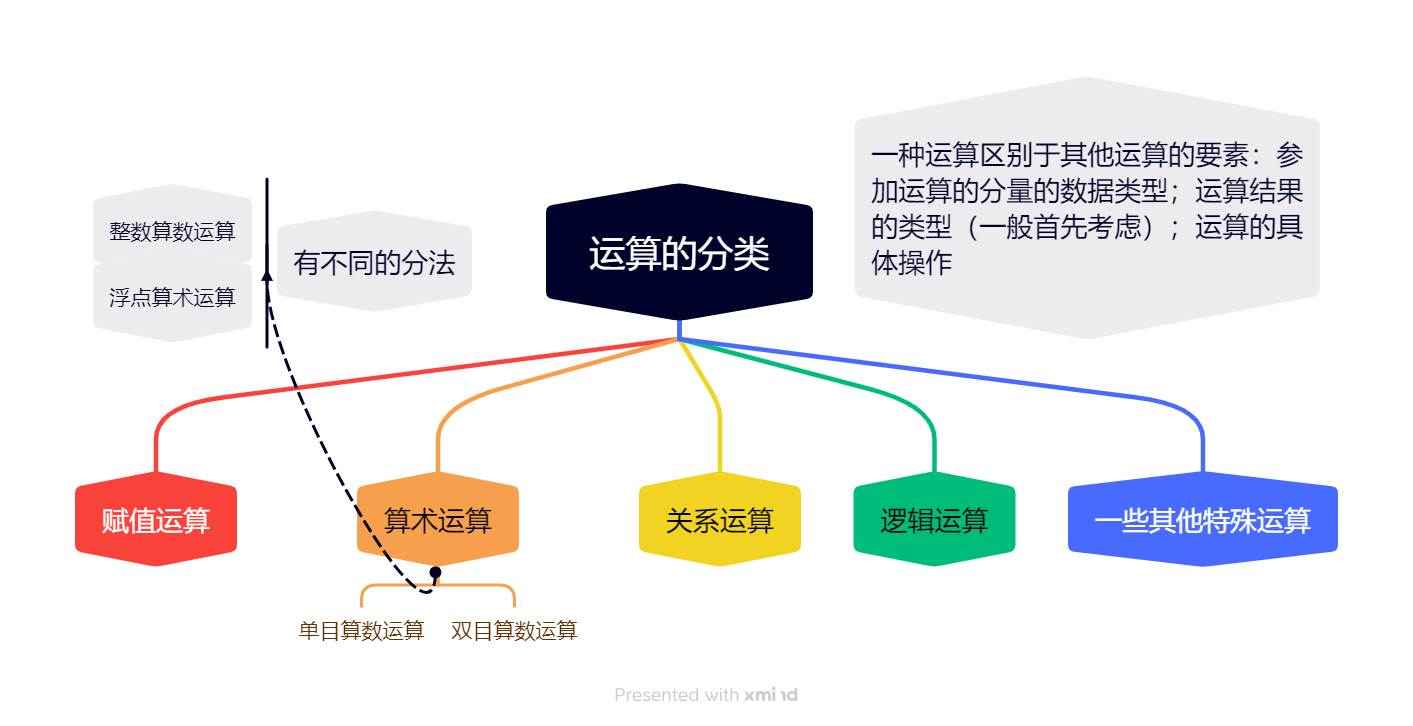 一种运算区别于其他运算的要素：参
加运算的分量的数据类型；运算结果
的类型（一般首先考虑）；运算的具
体操作
运算的分类
有不同的分法
整数算数运算
浮点算术运算
赋值运算
算术运算
关系运算
逻辑运算
一些其他特殊运算
单目算数运算
双目算数运算
Presented with xmind